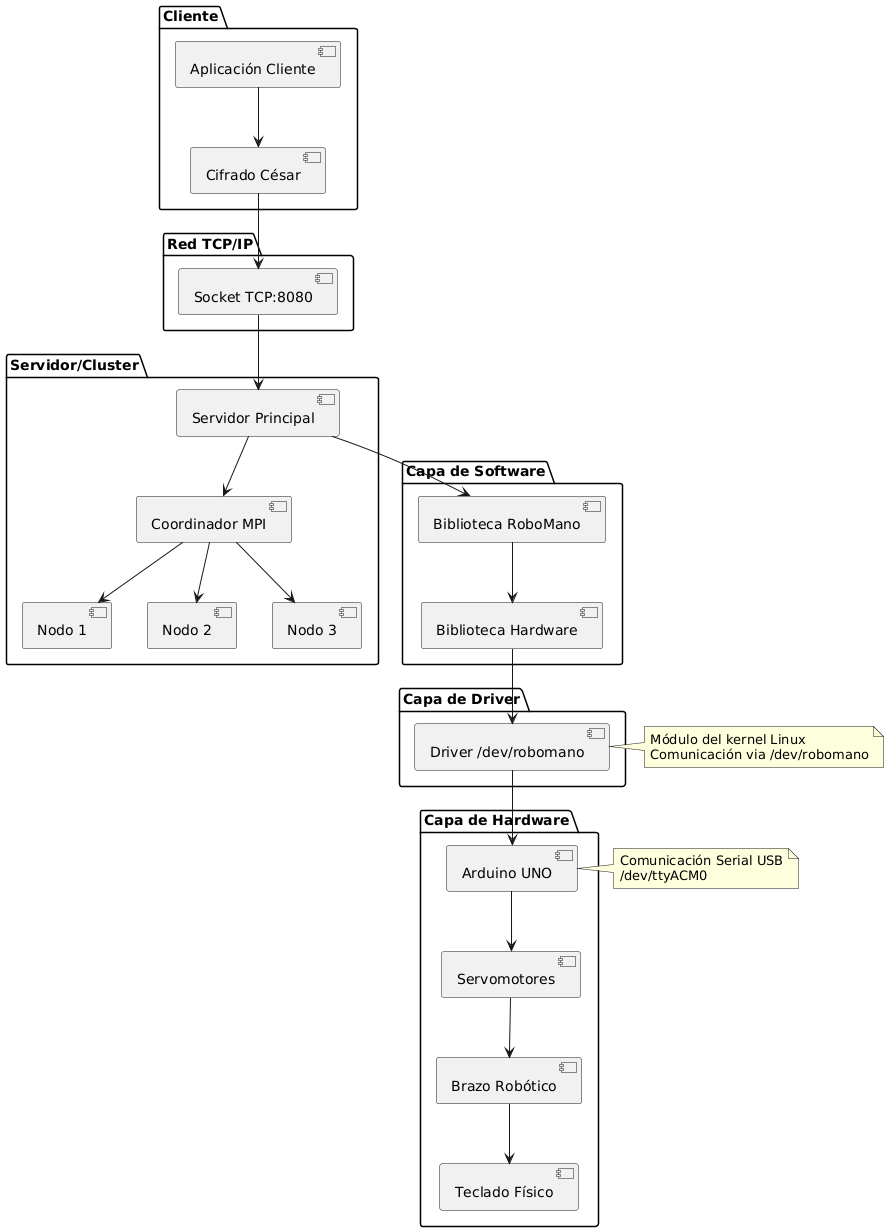 Cliente
Aplicación Cliente
Cifrado César
Red TCP/IP
Socket TCP:8080
Servidor/Cluster
Servidor Principal
Coordinador MPI
Nodo 1
Nodo 2
Nodo 3
Capa de Software
Biblioteca RoboMano
Biblioteca Hardware
Capa de Driver
Driver /dev/robomano
Módulo del kernel Linux
Comunicación via /dev/robomano
Capa de Hardware
Arduino UNO
Comunicación Serial USB
/dev/ttyACM0
Servomotores
Brazo Robótico
Teclado Físico